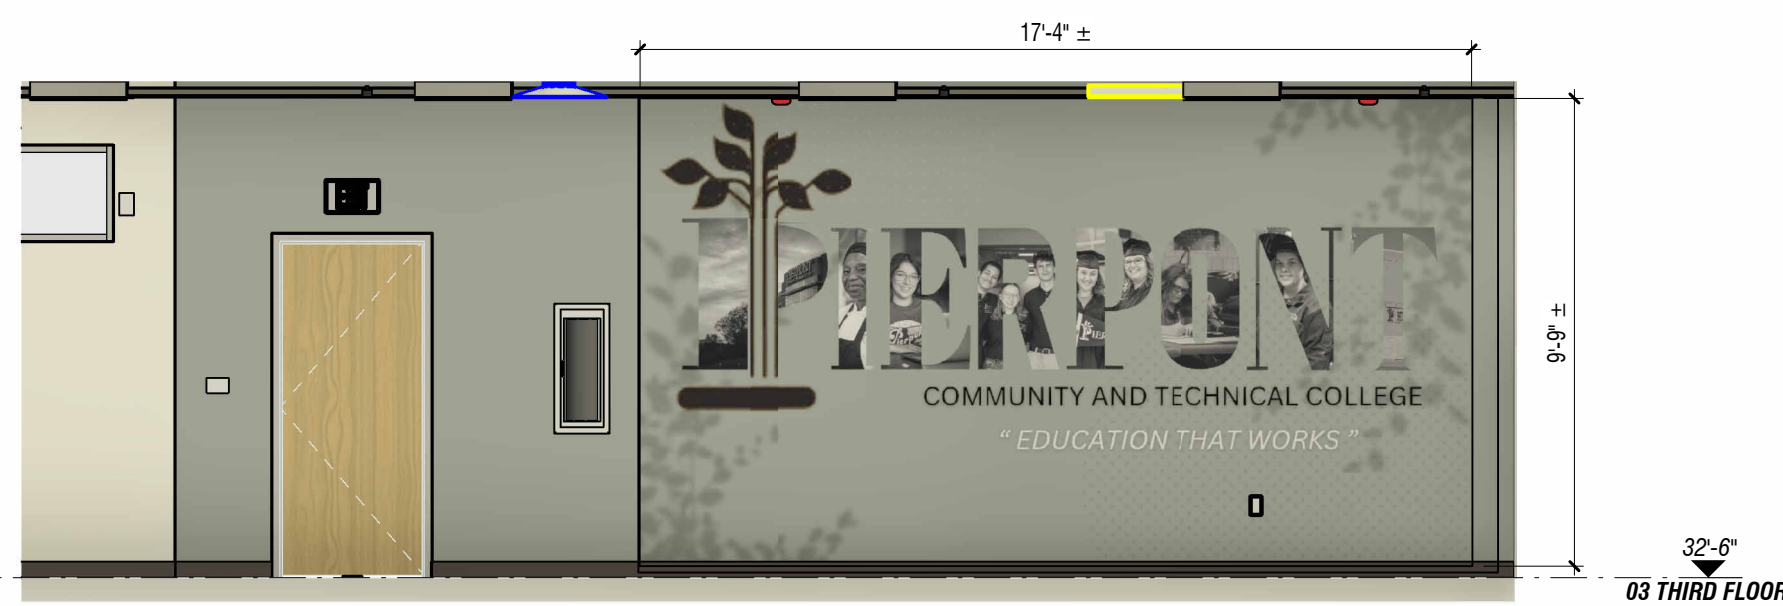 17'-4" ±
PIERPONT
COMMUNITY AND TECHNICAL COLLEGE
“ EDUCATION THAT WORKS ”
9'-9" ±
32'-6"
03 THIRD FLOOR